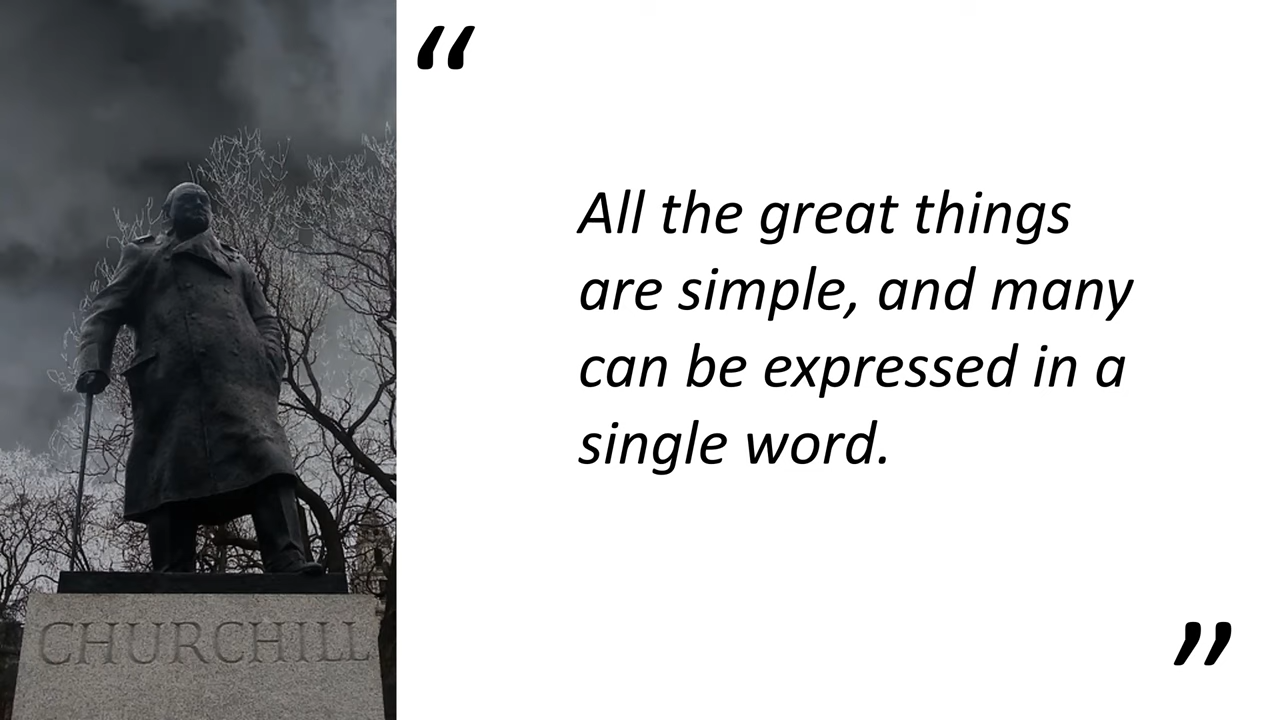 “
All the great things
are simple, and many
can be expressed in a
single word.
”
CHURCHILL